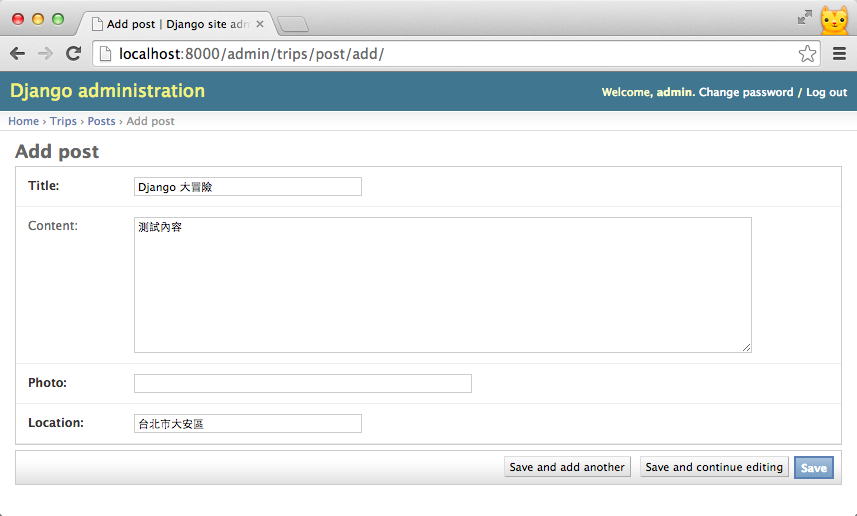 Add post | Django site adm
localhost:8000/admin/trips/post/add/
Django administration
Welcome, admin. Change password / Log out
Home › Trips › Posts › Add post
Add post
Title: Django 大冒險
Content: 測試內容
Photo:
Location: 台北市大安區
Save and add another Save and continue editing Save